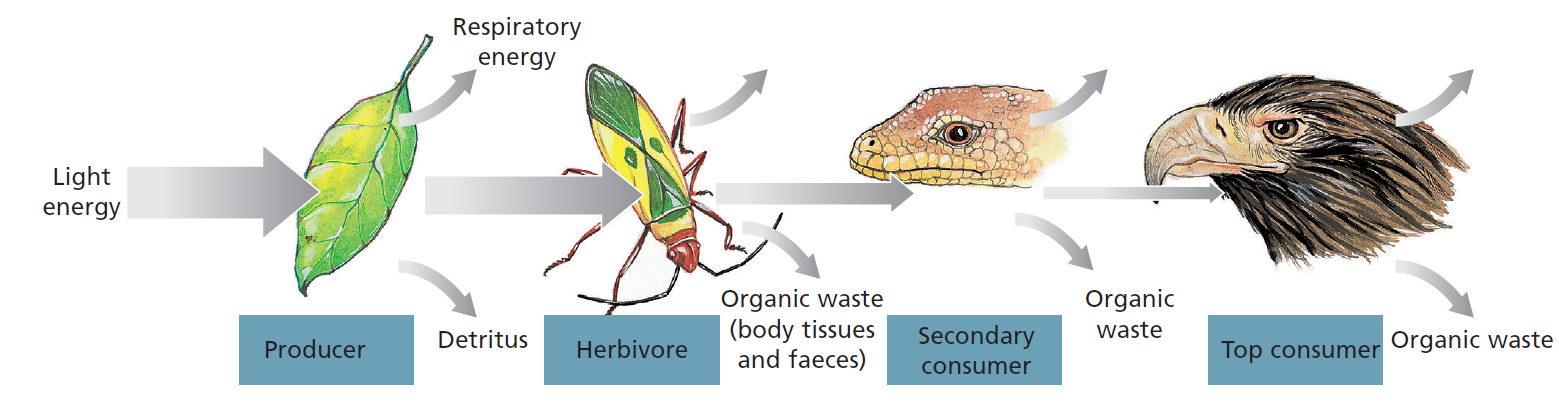 Respiratory
energy
Light
energy
Detritus
Organic waste
(body tissues
and faeces)
Organic
waste
Organic waste
Producer
Herbivore
Secondary
consumer
Top consumer